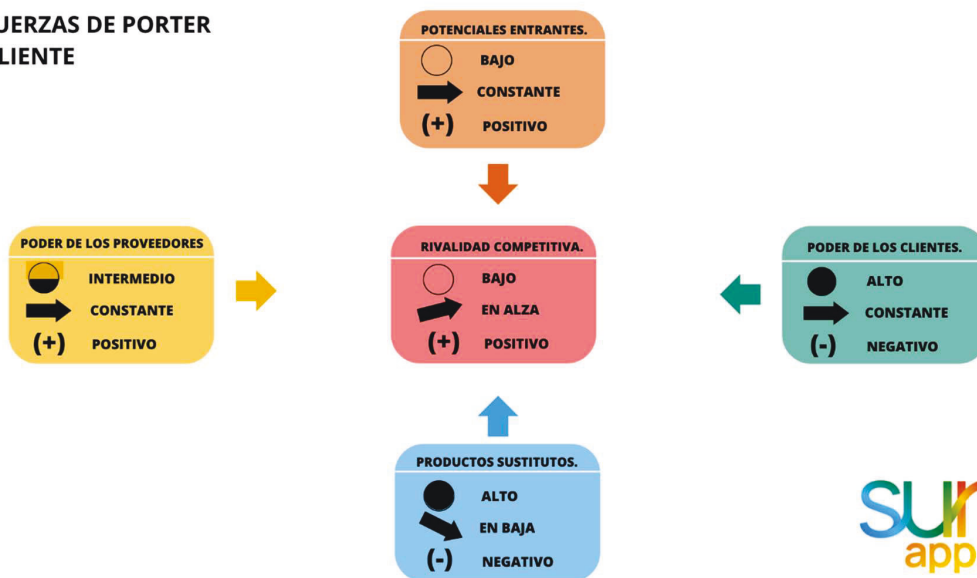 UERZAS DE PORTER
LIENTE
POTENCIALES ENTRANTES.
BAJO
CONSTANTE
(+) POSITIVO
PODER DE LOS PROVEEDORES
INTERMEDIO
CONSTANTE
(+) POSITIVO
RIVALIDAD COMPETITIVA.
BAJO
EN ALZA
(+) POSITIVO
PODER DE LOS CLIENTES.
ALTO
CONSTANTE
(-) NEGATIVO
PRODUCTOS SUSTITUTOS.
ALTO
EN BAJA
(-) NEGATIVO
app